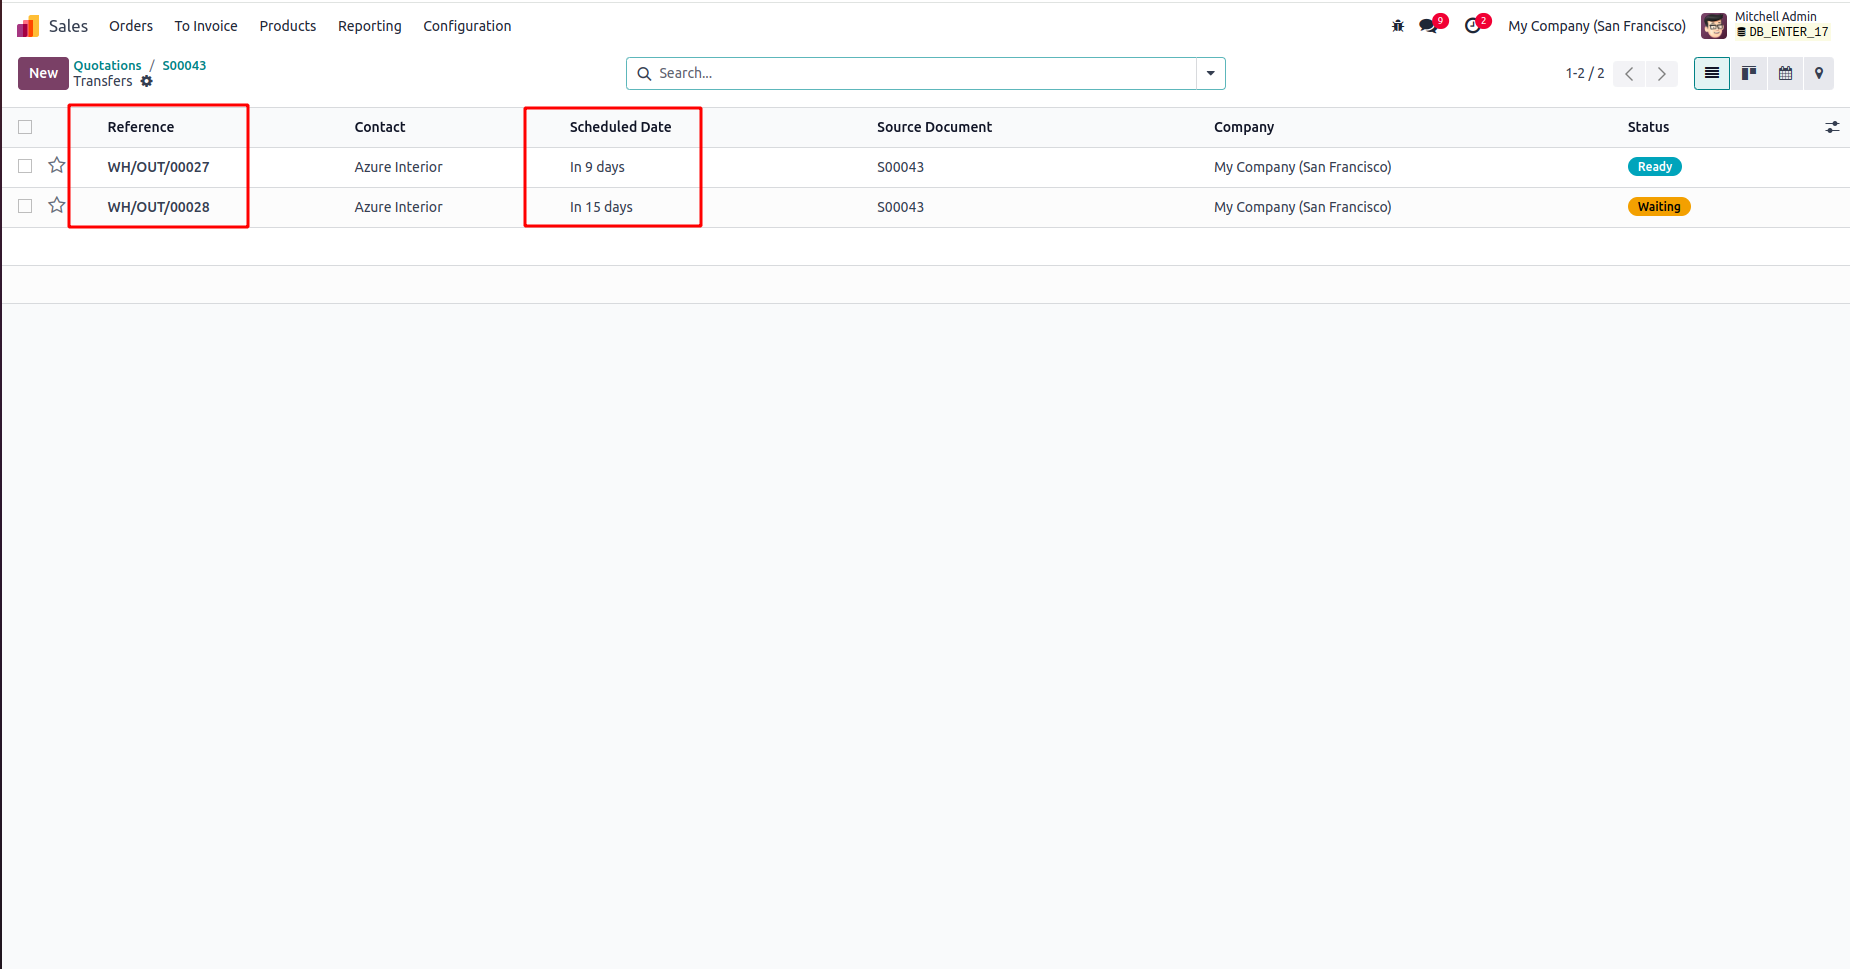 Sales Orders To Invoice Products Reporting Configuration 9 2 My Company (San Francisco) Mitchell Admin
DB_ENTER_17
New Quotations / S00043
Transfers
Search...
1-2 / 2
Reference Contact Scheduled Date Source Document Company Status
WH/OUT/00027 Azure Interior In 9 days S00043 My Company (San Francisco) Ready
WH/OUT/00028 Azure Interior In 15 days S00043 My Company (San Francisco) Waiting